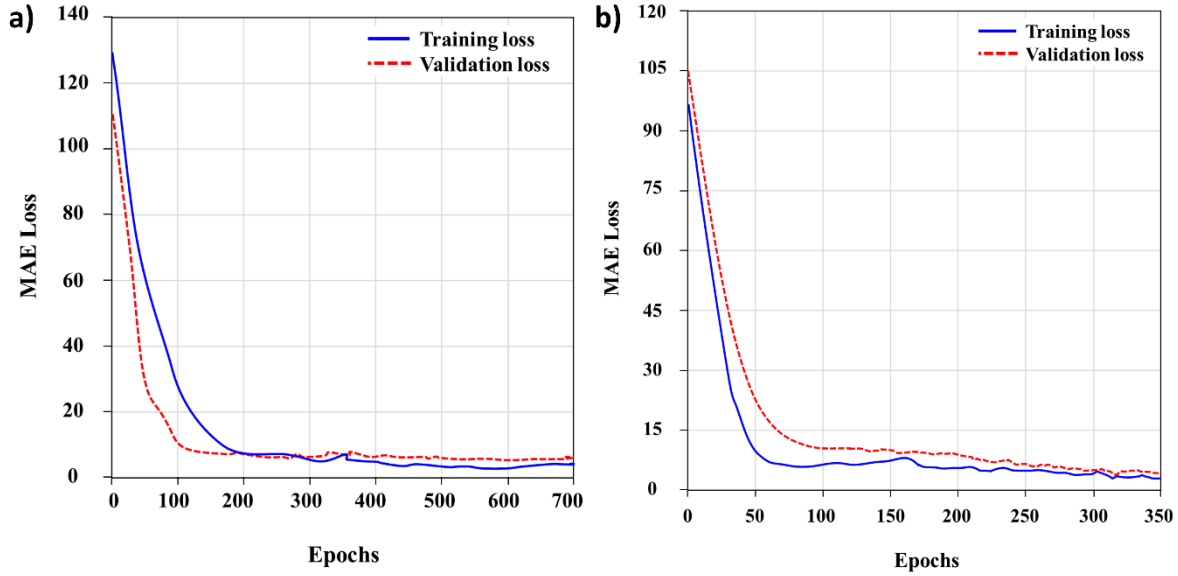 a)
140
120
100
80
60
40
20
0
MAE Loss
Training loss
Validation loss
0 100 200 300 400 500 600 700
Epochs
b)
120
105
90
75
60
45
30
15
0
MAE Loss
Training loss
Validation loss
0 50 100 150 200 250 300 350
Epochs